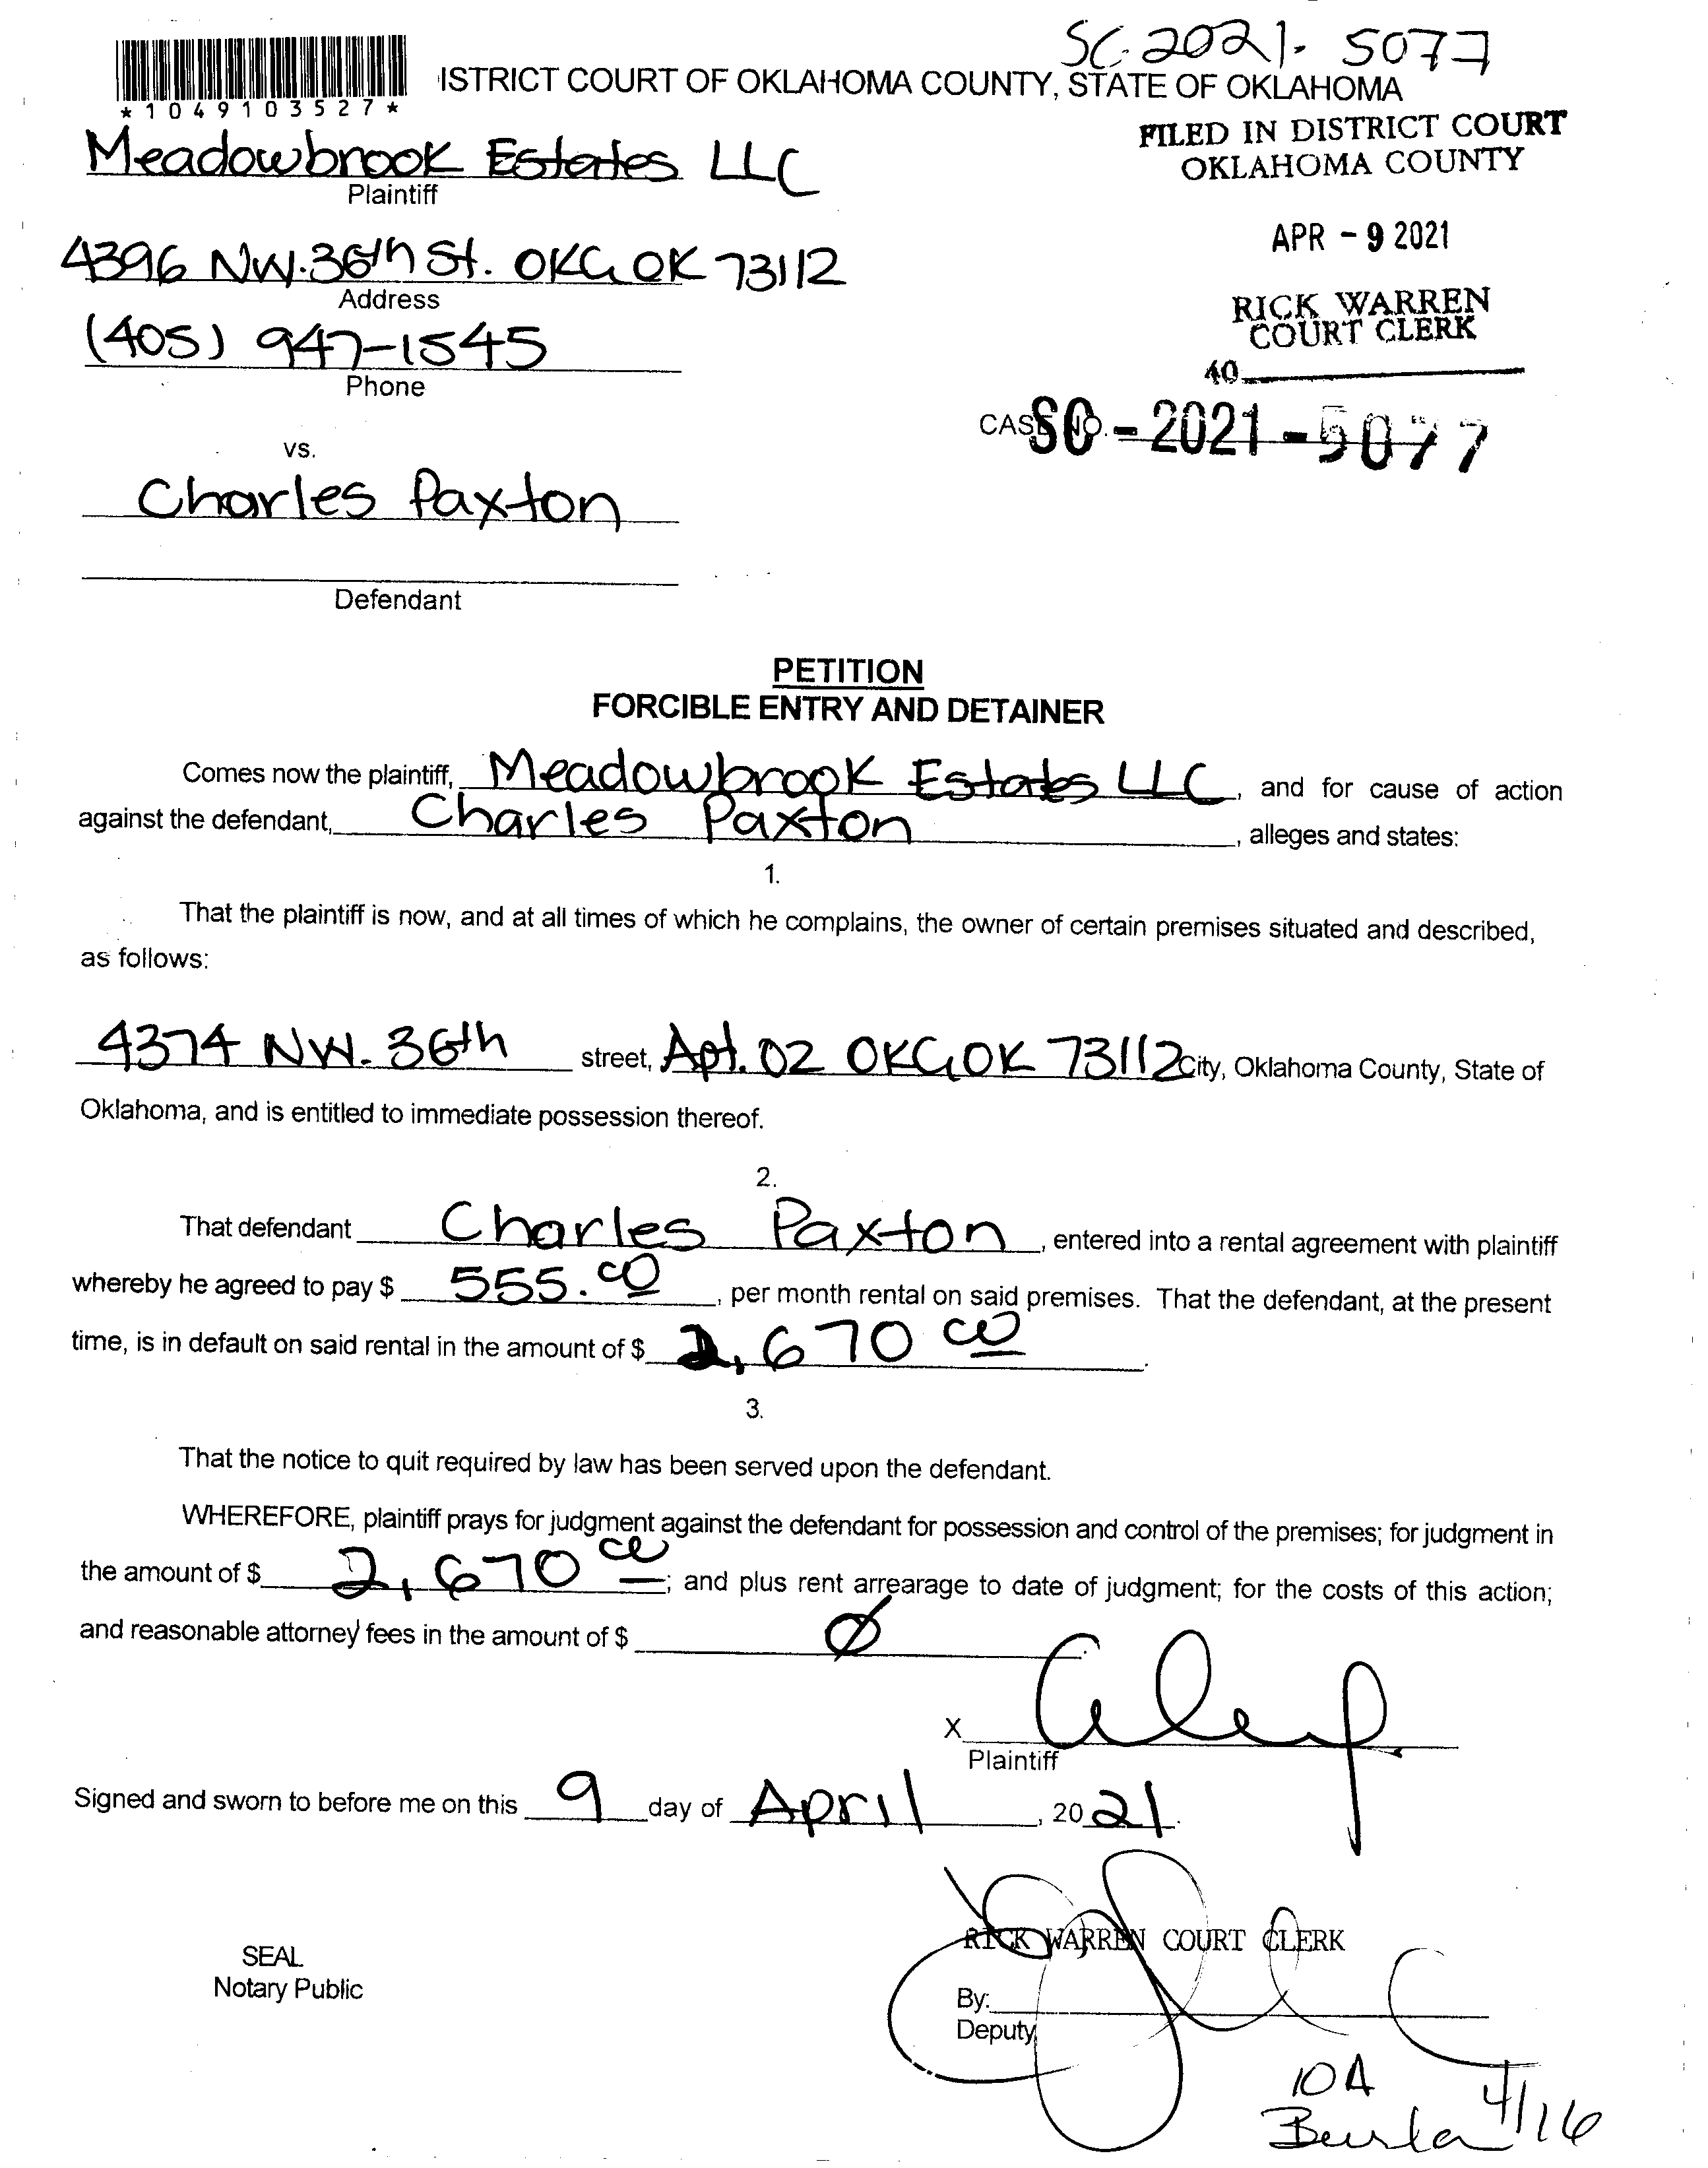 SC-2021-5077
*1049103527*
ISTRICT COURT OF OKLAHOMA COUNTY, STATE OF OKLAHOMA
FILED IN DISTRICT COURT
OKLAHOMA COUNTY
Meadowbrook Estates LLC
Plaintiff
APR - 9 2021
4396 NW. 36th St. OKC, OK 73112
Address
RICK WARREN
COURT CLERK
(405) 947-1545
Phone
40
CASE NO. SC - 2021 - 5077
vs.
Charles Paxton
Defendant
PETITION
FORCIBLE ENTRY AND DETAINER
Comes now the plaintiff, Meadowbrook Estates LLC, and for cause of action
against the defendant, Charles Paxton, alleges and states:
1.
That the plaintiff is now, and at all times of which he complains, the owner of certain premises situated and described,
as follows:
4374 NW. 36th street, Apt. 02 OKC, OK 73112 City, Oklahoma County, State of
Oklahoma, and is entitled to immediate possession thereof.
2.
That defendant Charles Paxton, entered into a rental agreement with plaintiff
whereby he agreed to pay $ 555.00, per month rental on said premises. That the defendant, at the present
time, is in default on said rental in the amount of $ 2,670 00.
3.
That the notice to quit required by law has been served upon the defendant.
WHEREFORE, plaintiff prays for judgment against the defendant for possession and control of the premises; for judgment in
the amount of $ 2,670 00; and plus rent arrearage to date of judgment; for the costs of this action;
and reasonable attorney fees in the amount of $ Ø.
X
Plaintiff
Signed and sworn to before me on this 9 day of April, 2021.
RICK WARREN COURT CLERK
SEAL
Notary Public
By:
Deputy
10A
4/16